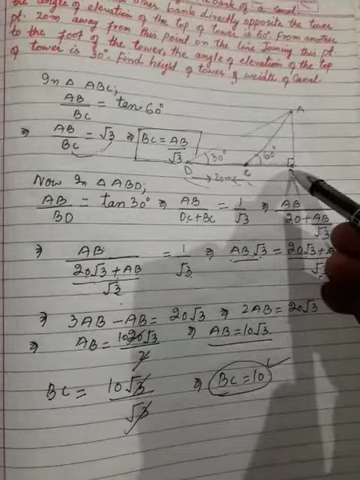 the angle of elevation of the top of tower is 60°. From another
pt. 20m away from this point on the line Joining this pt.
to the foot of the tower, the angle of elevation of the top
of tower is 30°. Find height of tower & width of Canal.
In △ ABC,
AB/BC = tan 60°
⇒ AB/BC = √3 ⇒ BC = AB/√3
A
30°
60°
D
C
B
20m
Now In △ ABD,
AB/BD = tan 30° ⇒ AB/DC+BC = 1/√3 ⇒ AB/20+AB/√3
⇒ AB/20√3+AB/√3 = 1/√3 ⇒ AB√3 = 20√3+
⇒ 3AB - AB = 20√3 ⇒ 2AB = 20√3
⇒ AB = 20√3/2 ⇒ AB = 10√3
BC = 10√3/√3 ⇒ BC = 10